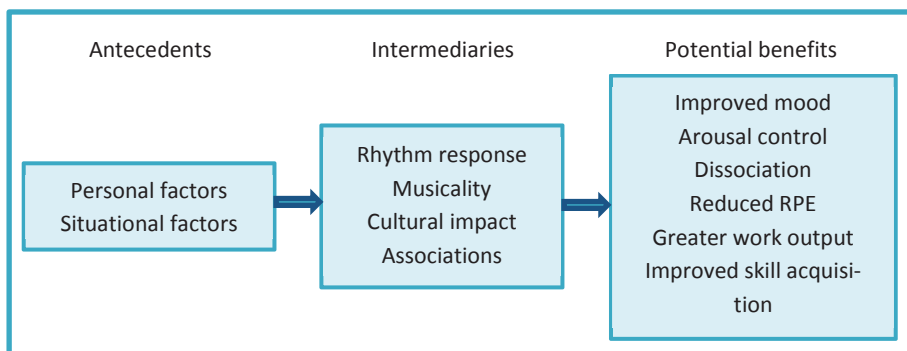 Antecedents
Intermediaries
Potential benefits
Personal factors
Situational factors
Rhythm response
Musicality
Cultural impact
Associations
Improved mood
Arousal control
Dissociation
Reduced RPE
Greater work output
Improved skill acquisi-
tion